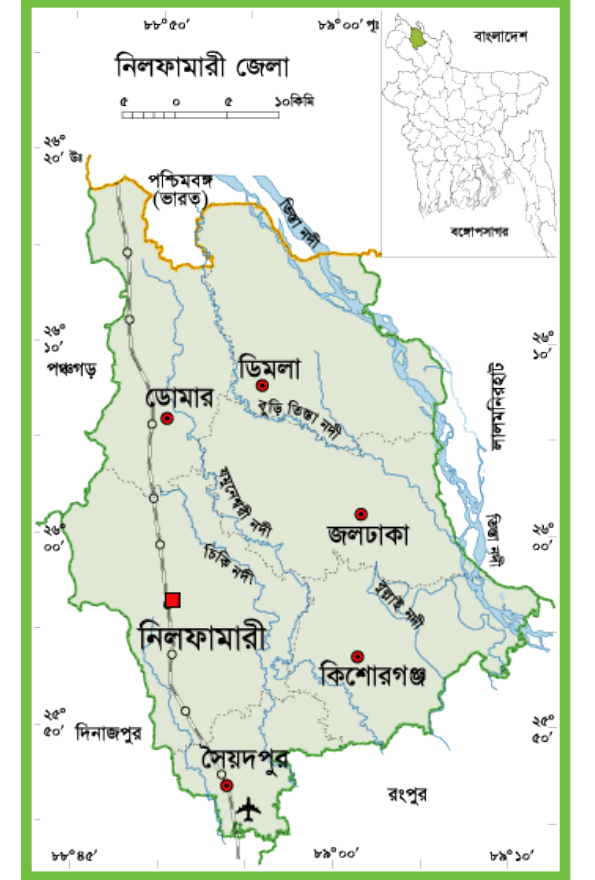 ৮৮°৫০′
৮৯°০০′ পূঃ
বাংলাদেশ
নিলফামারী জেলা
৫ ০ ৫ ১০কিমি
২৬°
২০′ উঃ
পশ্চিমবঙ্গ
(ভারত)
তিস্তা নদী
বঙ্গোপসাগর
২৬°
১০′
২৬°
১০′
পঞ্চগড়
ডিমলা
ডোমার
বুড়ি তিস্তা নদী
লালমনিরহাট
যমুনেশ্বরী নদী
জলঢাকা
তিস্তা নদী
২৬°
০০′
২৬°
০০′
চিকি নদী
বুল্লাই নদী
নিলফামারী
কিশোরগঞ্জ
২৫°
৫০′
২৫°
৫০′
দিনাজপুর
সৈয়দপুর
রংপুর
৮৮°৪৫′
৮৯°০০′
৮৯°১০′